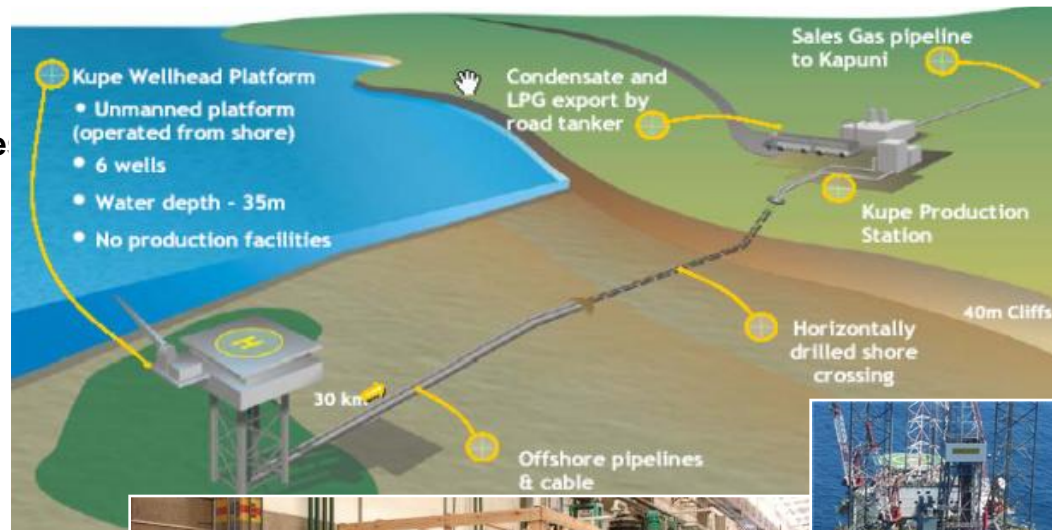 Kupe Wellhead Platform
• Unmanned platform
(operated from shore)
• 6 wells
• Water depth - 35m
• No production facilities
Condensate and
LPG export by
road tanker
Sales Gas pipeline
to Kapuni
Kupe Production
Station
40m Cliffs
Horizontally
drilled shore
crossing
30 km
Offshore pipelines
& cable
H
e